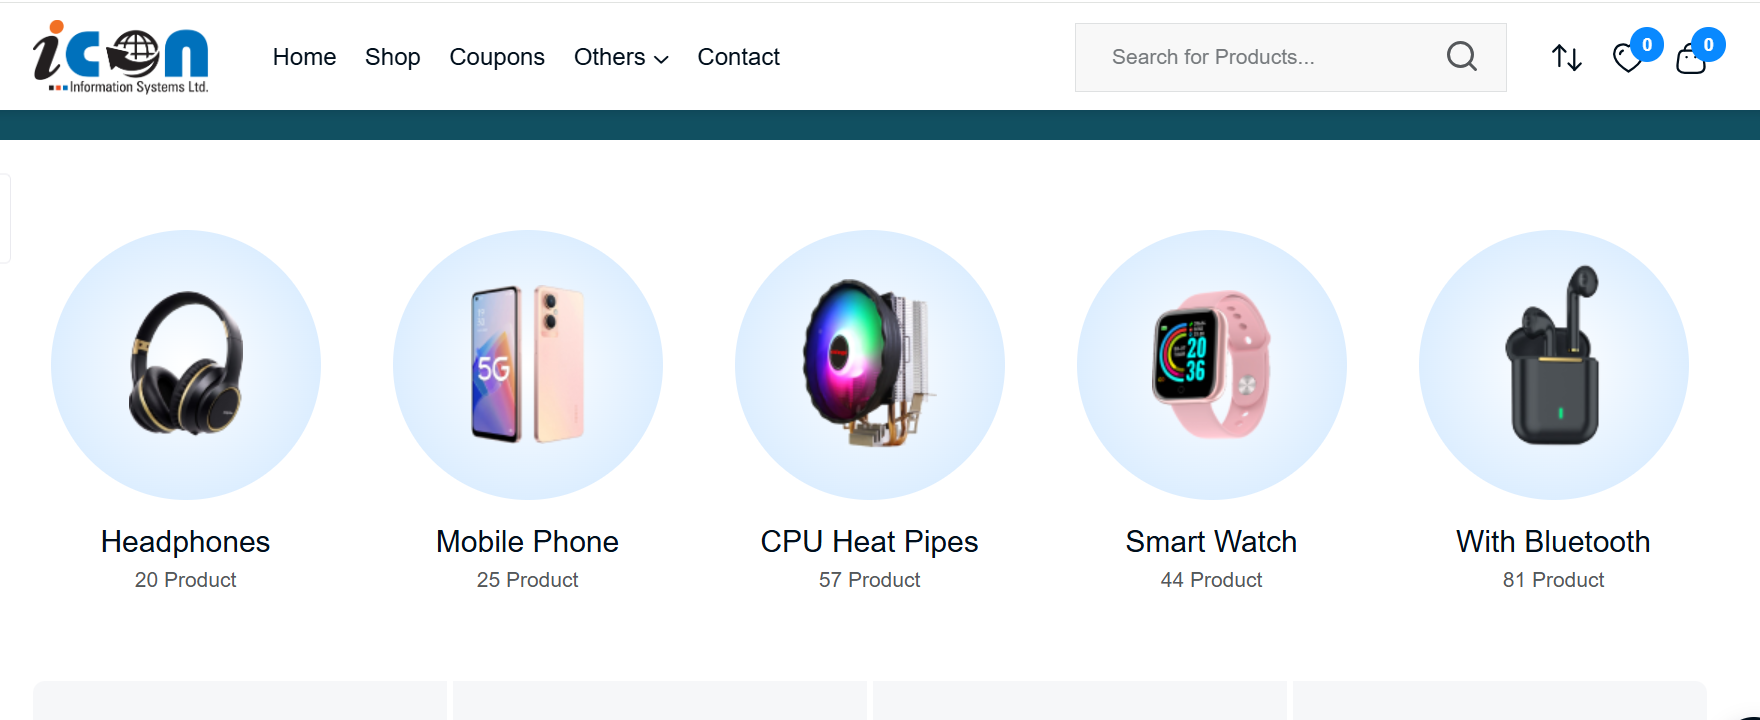 icon
Information Systems Ltd.
Home Shop Coupons Others Contact
Search for Products...
0 0
5G
20
36
Headphones Mobile Phone CPU Heat Pipes Smart Watch With Bluetooth
20 Product 25 Product 57 Product 44 Product 81 Product